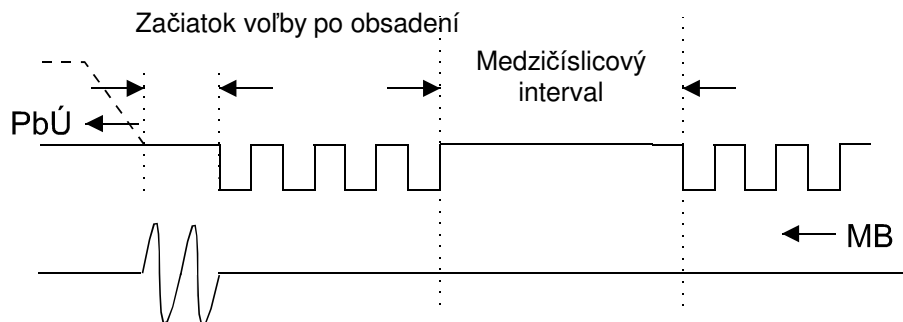 Začiatok voľby po obsadení
Medzičíslicový
interval
PbÚ
MB